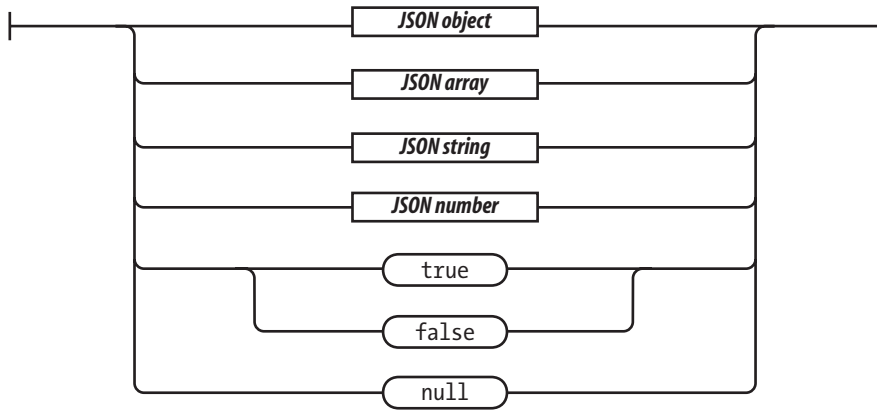 JSON object
JSON array
JSON string
JSON number
true
false
null